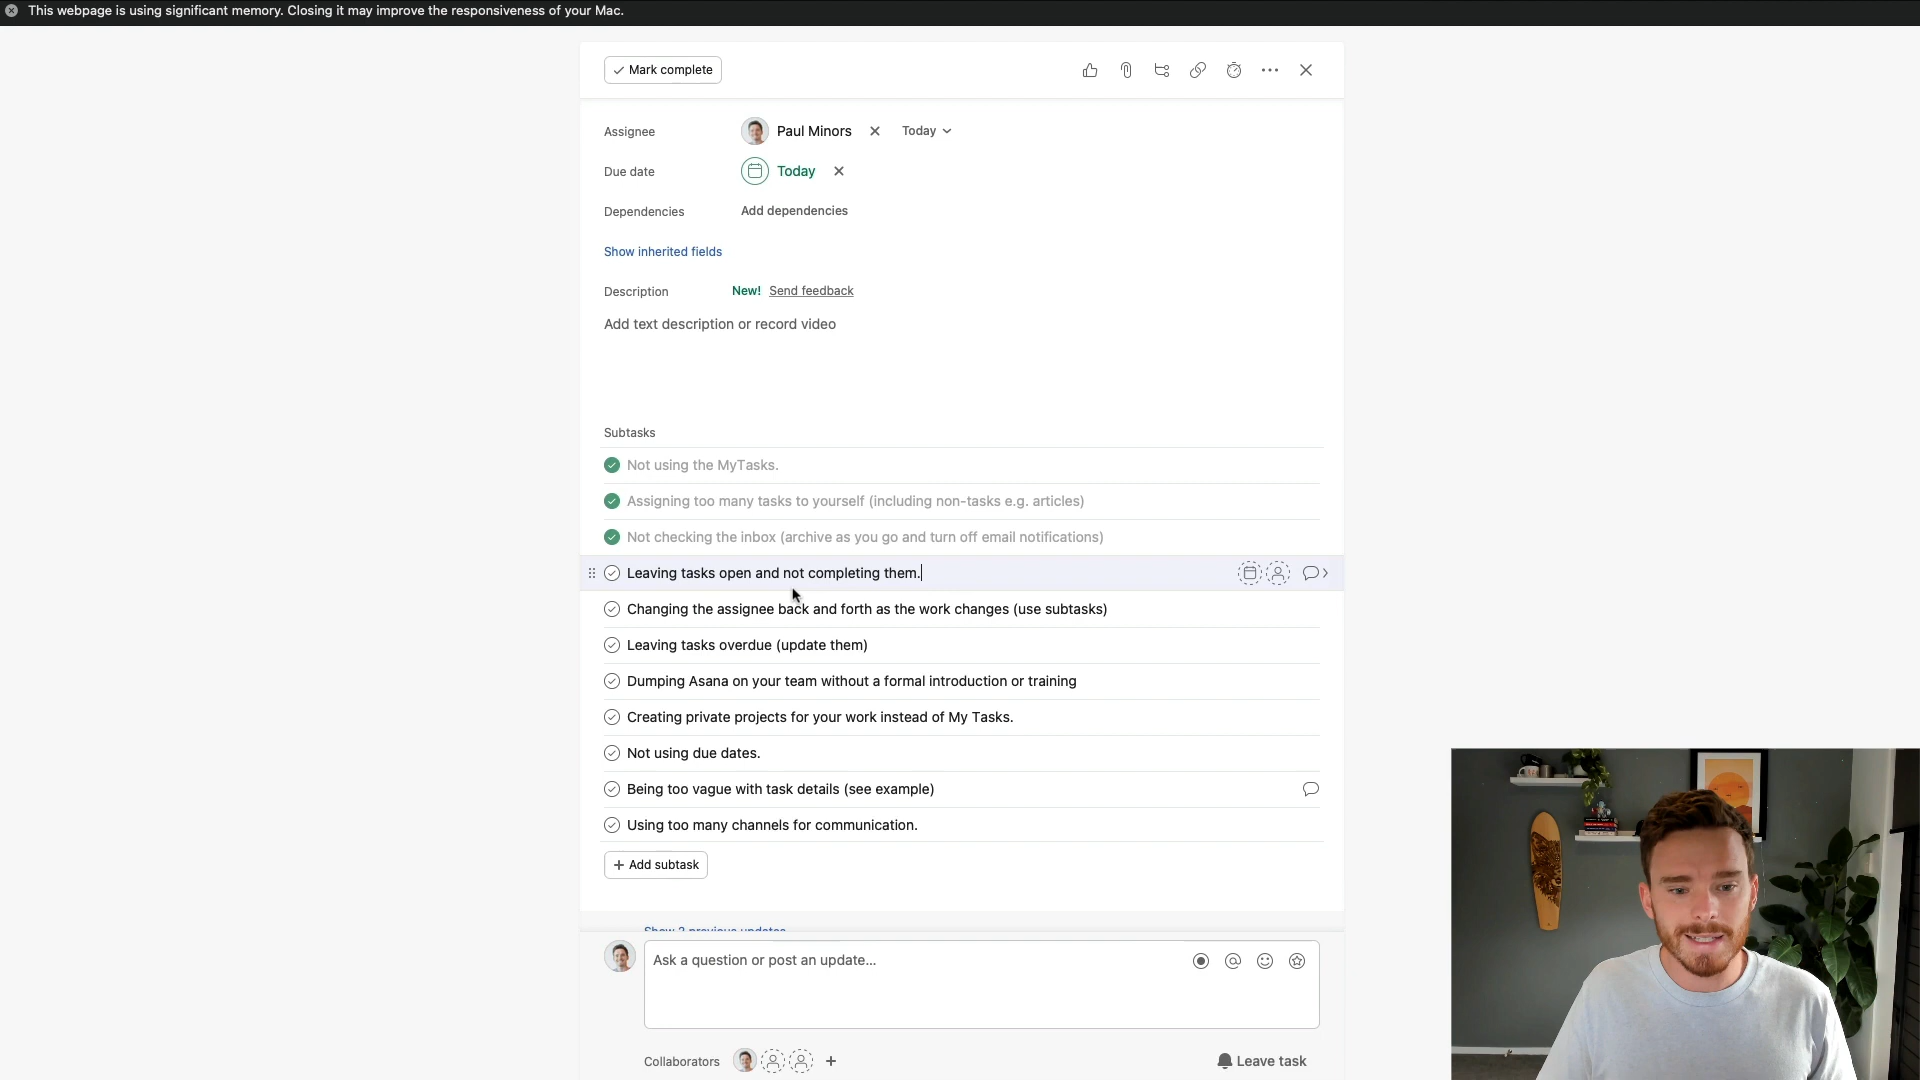 This webpage is using significant memory. Closing it may improve the responsiveness of your Mac.
Mark complete
Assignee Paul Minors Today
Due date Today
Dependencies Add dependencies
Show inherited fields
Description New! Send feedback
Add text description or record video
Subtasks
Not using the MyTasks.
Assigning too many tasks to yourself (including non-tasks e.g. articles)
Not checking the inbox (archive as you go and turn off email notifications)
Leaving tasks open and not completing them.
Changing the assignee back and forth as the work changes (use subtasks)
Leaving tasks overdue (update them)
Dumping Asana on your team without a formal introduction or training
Creating private projects for your work instead of My Tasks.
Not using due dates.
Being too vague with task details (see example)
Using too many channels for communication.
+ Add subtask
Show 2 previous updates
Ask a question or post an update...
Collaborators Leave task